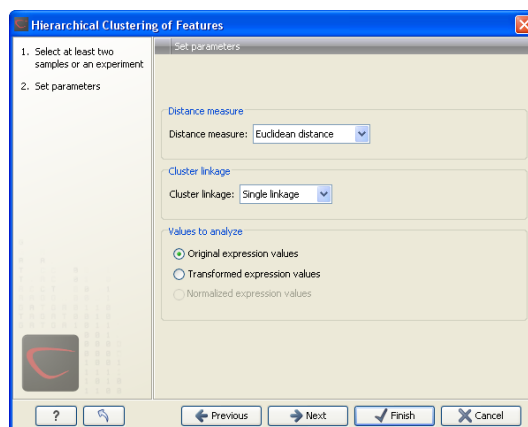 Hierarchical Clustering of Features
1. Select at least two
samples or an experiment
2. Set parameters
Set parameters
Distance measure
Distance measure: Euclidean distance
Cluster linkage
Cluster linkage: Single linkage
Values to analyze
Original expression values
Transformed expression values
Normalized expression values
? Previous Next Finish Cancel